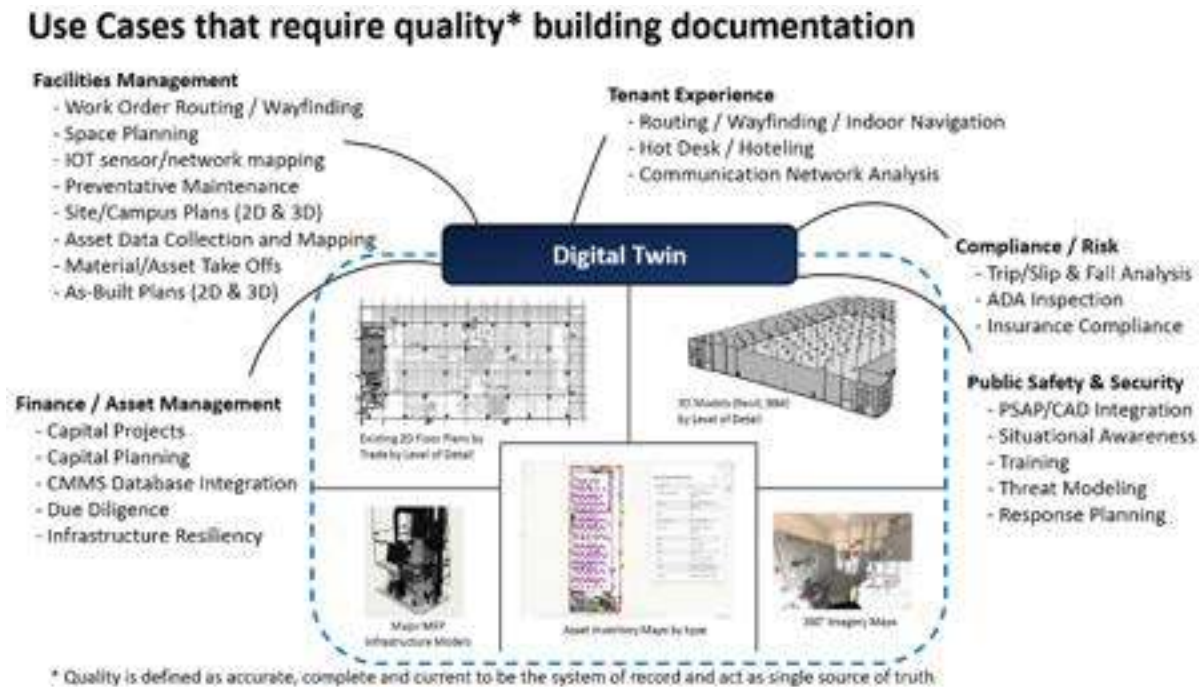 Use Cases that require quality* building documentation
Facilities Management
- Work Order Routing / Wayfinding
- Space Planning
- IOT sensor/network mapping
- Preventative Maintenance
- Site/Campus Plans (2D & 3D)
- Asset Data Collection and Mapping
- Material/Asset Take Offs
- As-Built Plans (2D & 3D)
Tenant Experience
- Routing / Wayfinding / Indoor Navigation
- Hot Desk / Hoteling
- Communication Network Analysis
Digital Twin
Compliance / Risk
- Trip/Slip & Fall Analysis
- ADA Inspection
- Insurance Compliance
Finance / Asset Management
- Capital Projects
- Capital Planning
- CMMS Database Integration
- Due Diligence
- Infrastructure Resiliency
Public Safety & Security
- PSAP/CAD Integration
- Situational Awareness
- Training
- Threat Modeling
- Response Planning
Existing 2D Floor Plans by
Trade by Level of Detail
3D Models (Revit, BIM)
by Level of Detail
Major MEP
Infrastructure Models
Asset Inventory Maps by type
360° Imagery Maps
* Quality is defined as accurate, complete and current to be the system of record and act as single source of truth